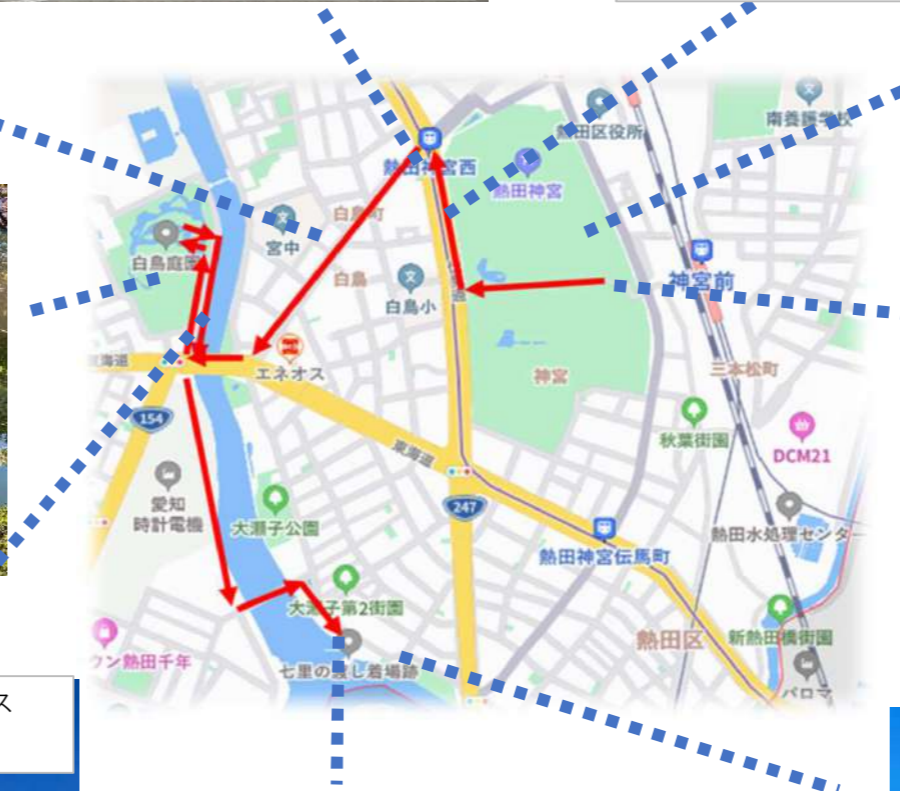 南養護学校
熱田区役所
熱田神宮西
熱田神宮
白鳥町
宮中
白鳥庭園
神宮前
白鳥
白鳥小
東海道
エネオス
三本松町
神宮
154
秋葉街園
DCM21
東海道
愛知
時計電機
247
大瀬子公園
熱田神宮伝馬町
熱田水処理センター
大瀬子第2街園
熱田区
新熱田橋街園
ウン熱田千年
七里の渡し着場跡
パロマ
ス